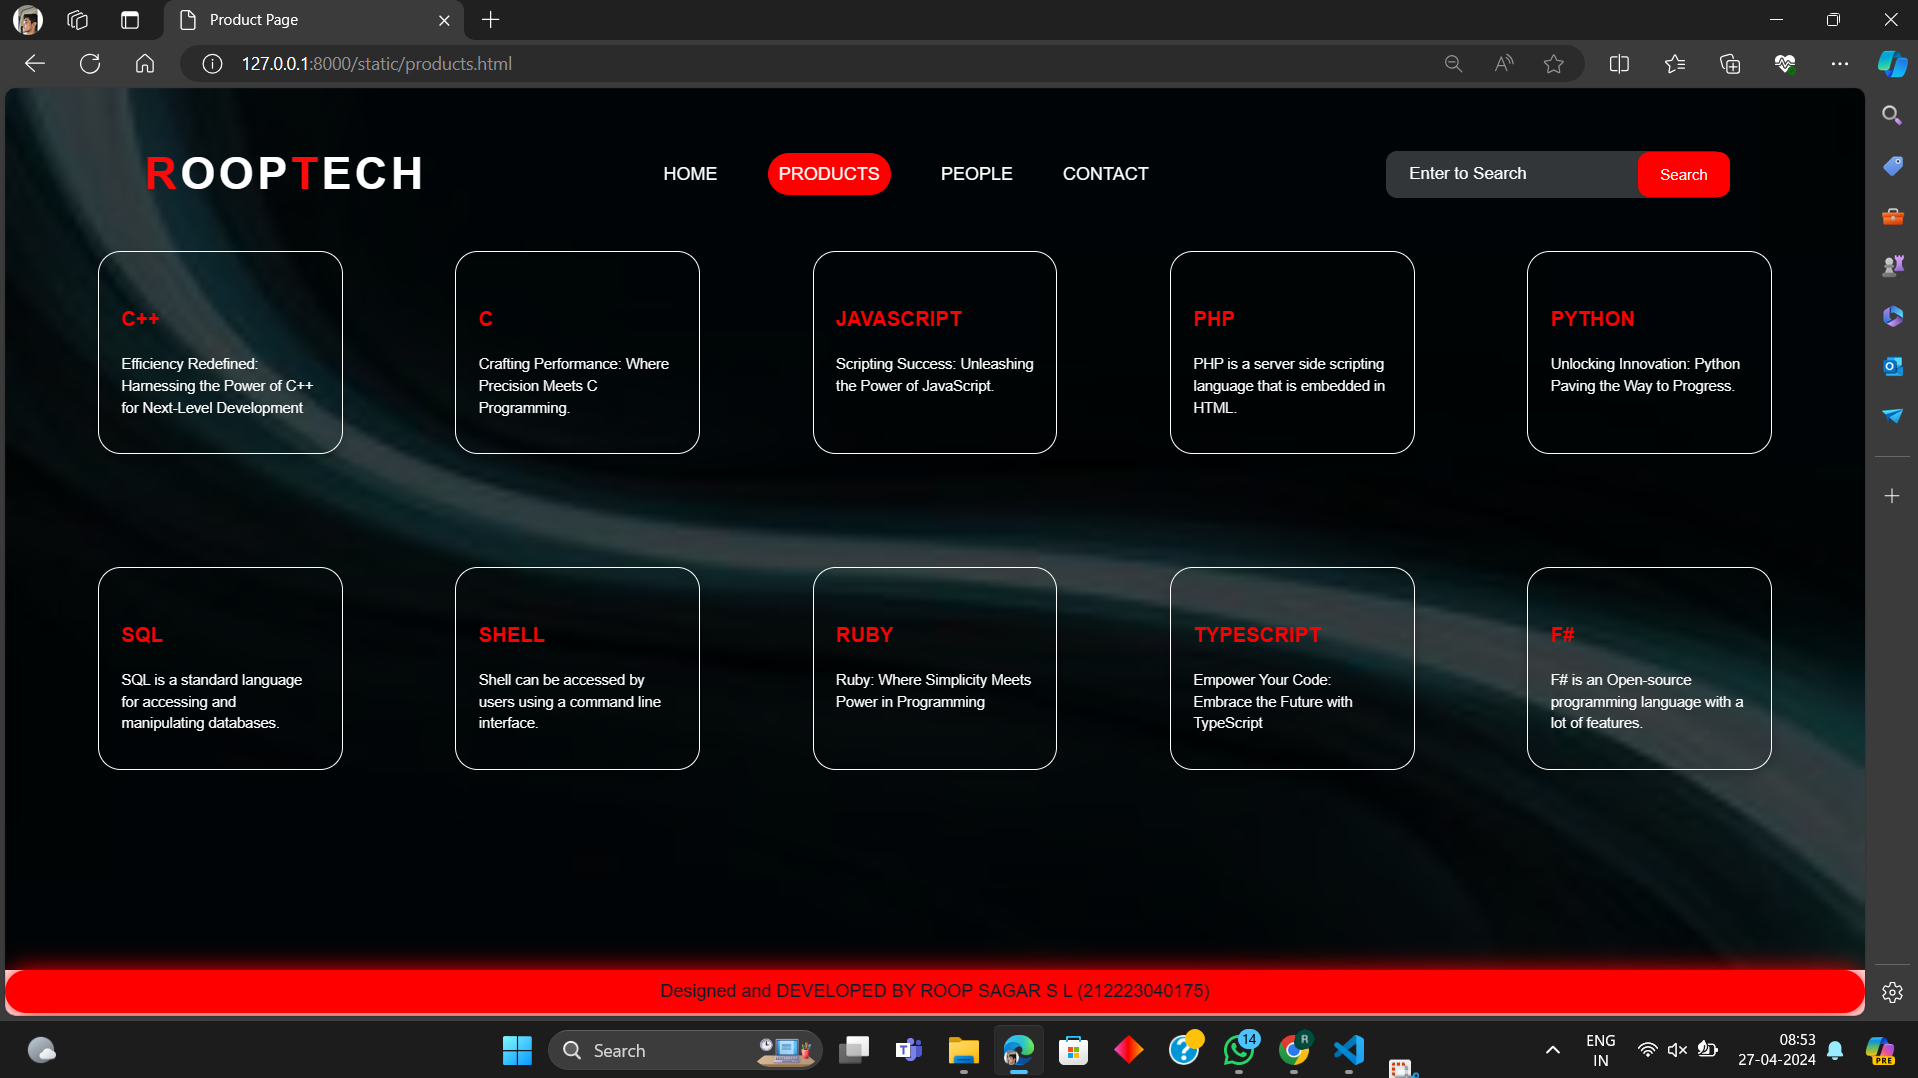 Product Page
127.0.0.1:8000/static/products.html
ROOPTECH
HOME
PRODUCTS
PEOPLE
CONTACT
Enter to Search
Search
C++
Efficiency Redefined:
Harnessing the Power of C++
for Next-Level Development
C
Crafting Performance: Where
Precision Meets C
Programming.
JAVASCRIPT
Scripting Success: Unleashing
the Power of JavaScript.
PHP
PHP is a server side scripting
language that is embedded in
HTML.
PYTHON
Unlocking Innovation: Python
Paving the Way to Progress.
SQL
SQL is a standard language
for accessing and
manipulating databases.
SHELL
Shell can be accessed by
users using a command line
interface.
RUBY
Ruby: Where Simplicity Meets
Power in Programming
TYPESCRIPT
Empower Your Code:
Embrace the Future with
TypeScript
F#
F# is an Open-source
programming language with a
lot of features.
Designed and DEVELOPED BY ROOP SAGAR S L (212223040175)
Search
14
R
ENG
IN
08:53
27-04-2024
PRE